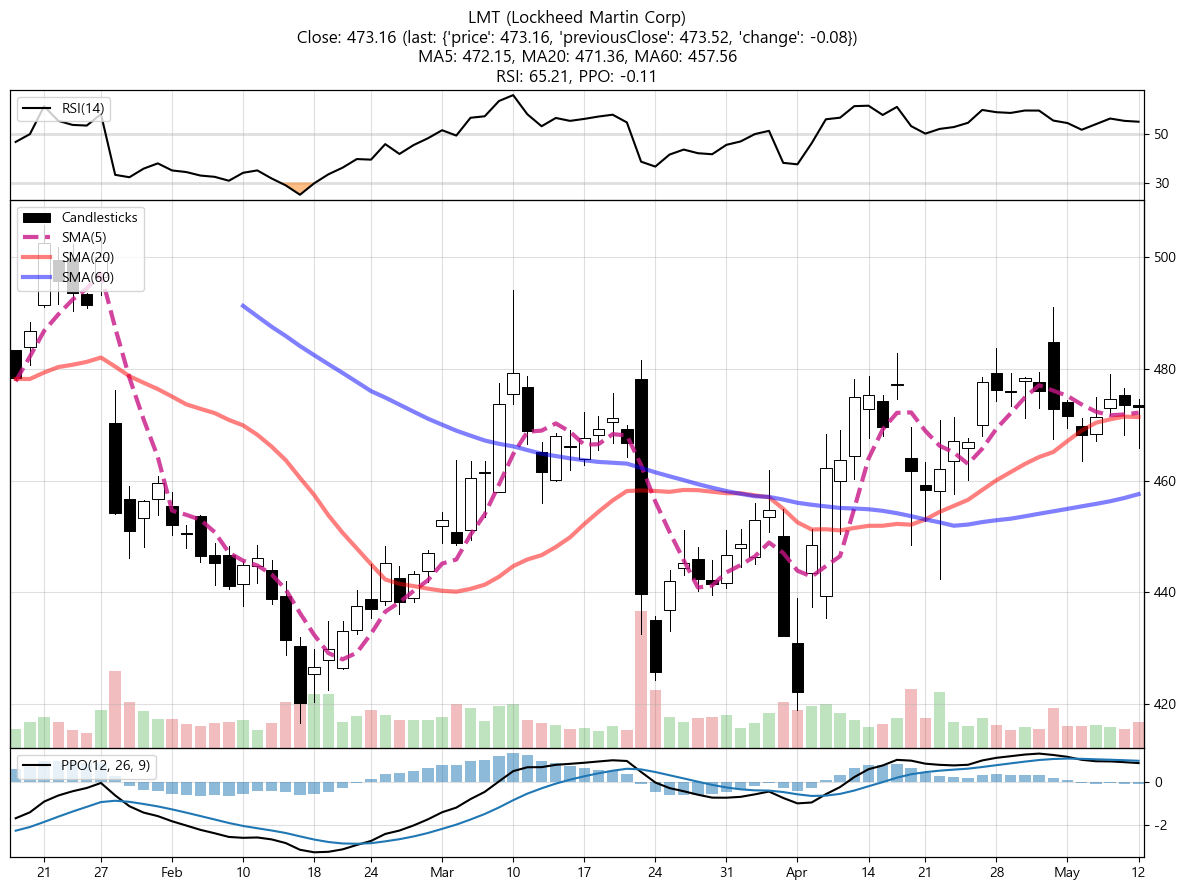 LMT (Lockheed Martin Corp)
Close: 473.16 (last: {'price': 473.16, 'previousClose': 473.52, 'change': -0.08})
MA5: 472.15, MA20: 471.36, MA60: 457.56
RSI: 65.21, PPO: -0.11
RSI(14)
50
30
Candlesticks
SMA(5)
SMA(20)
SMA(60)
500
480
460
440
420
PPO(12, 26, 9)
0
-2
21 27 Feb 10 18 24 Mar 10 17 24 31 Apr 14 21 28 May 12